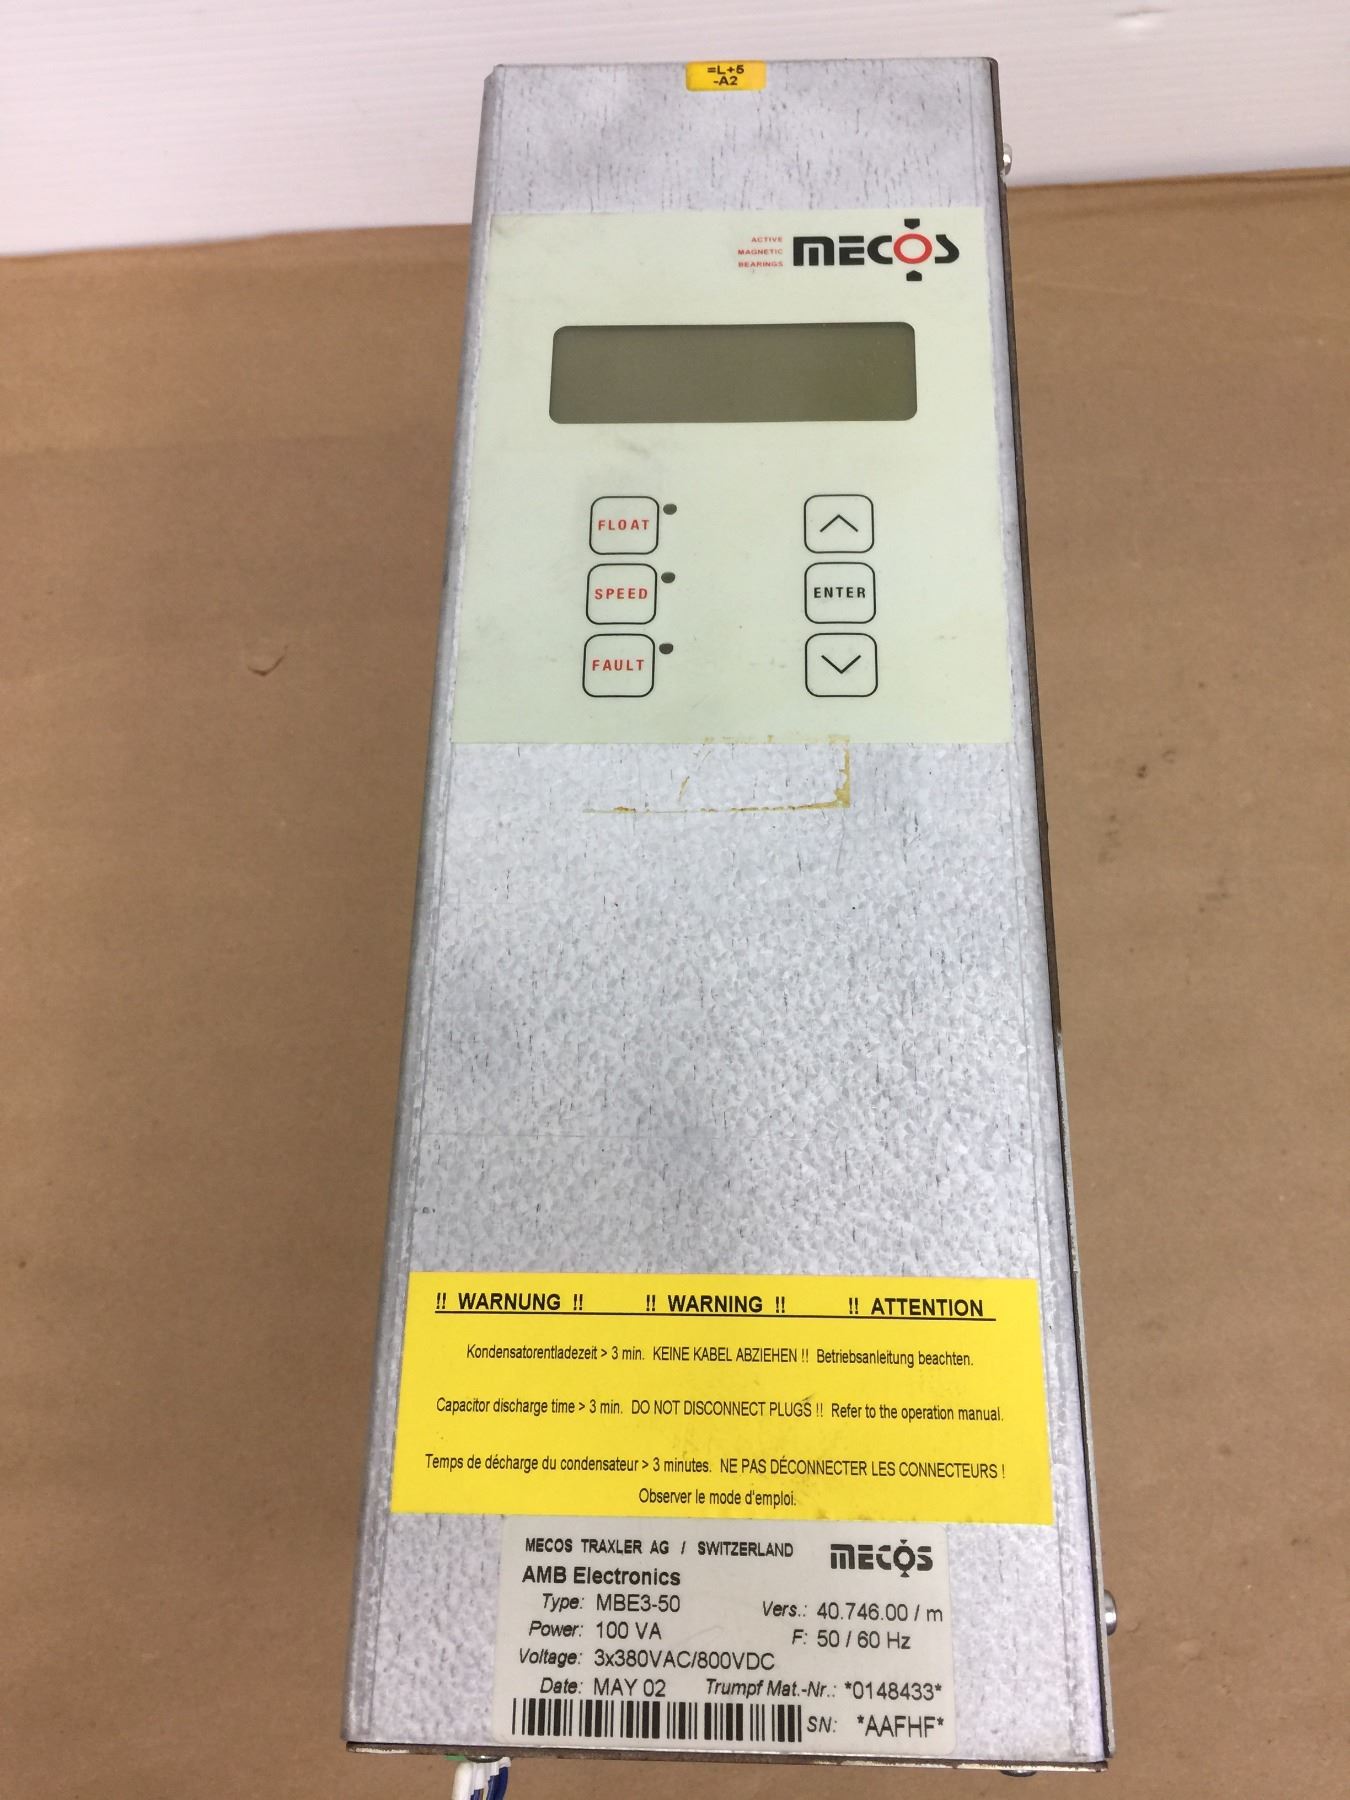 =L+5
-A2
ACTIVE
MAGNETIC
BEARINGS
MECOS
FLOAT
SPEED
ENTER
FAULT
!! WARNUNG !! !! WARNING !! !! ATTENTION
Kondensatorentladezeit > 3 min. KEINE KABEL ABZIEHEN !! Betriebsanleitung beachten.
Capacitor discharge time > 3 min. DO NOT DISCONNECT PLUGS !! Refer to the operation manual.
Temps de décharge du condensateur > 3 minutes. NE PAS DÉCONNECTER LES CONNECTEURS !
Observer le mode d'emploi.
MECOS TRAXLER AG / SWITZERLAND MECOS
AMB Electronics
Type: MBE3-50 Vers.: 40.746.00 / m
Power: 100 VA F: 50 / 60 Hz
Voltage: 3x380VAC/800VDC
Date: MAY 02 Trumpf Mat.-Nr.: *0148433*
SN: *AAFHF*